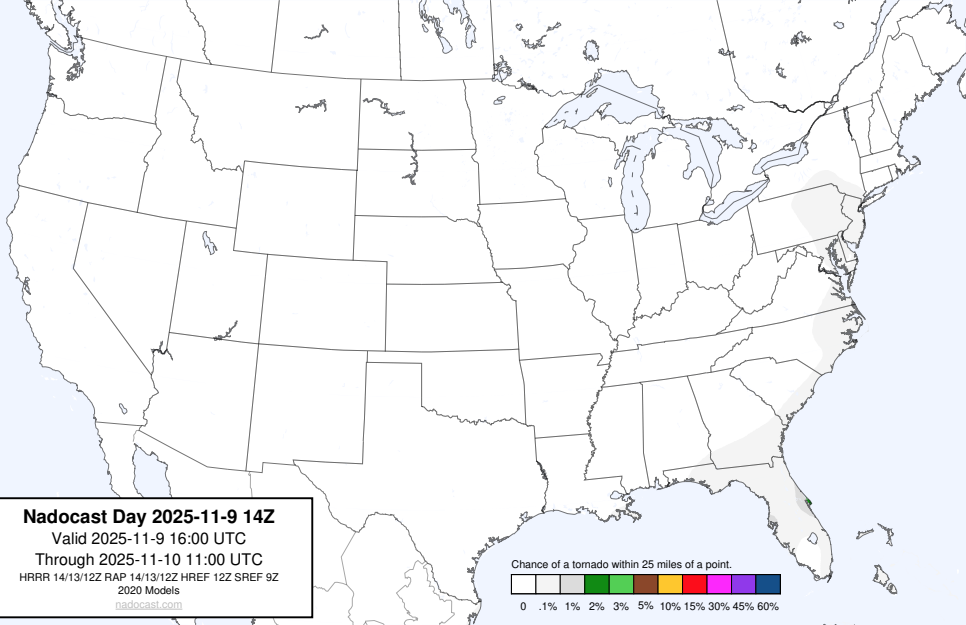 Nadocast Day 2025-11-9 14Z
Valid 2025-11-9 16:00 UTC
Through 2025-11-10 11:00 UTC
HRRR 14/13/12Z RAP 14/13/12Z HREF 12Z SREF 9Z
2020 Models
nadocast.com
Chance of a tornado within 25 miles of a point.
0 .1% 1% 2% 3% 5% 10% 15% 30% 45% 60%